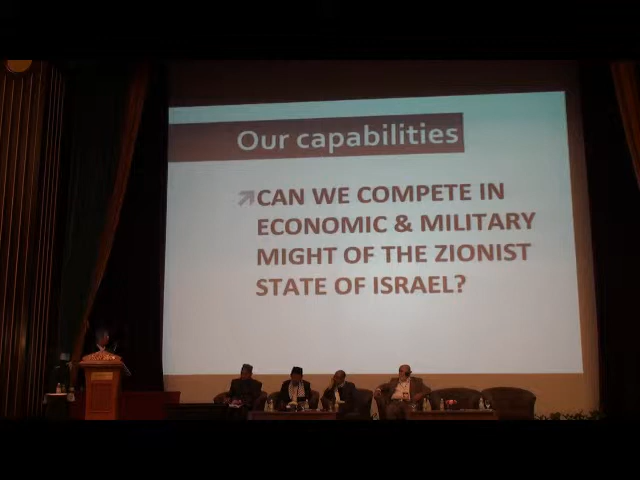 Our capabilities
CAN WE COMPETE IN
ECONOMIC & MILITARY
MIGHT OF THE ZIONIST
STATE OF ISRAEL?